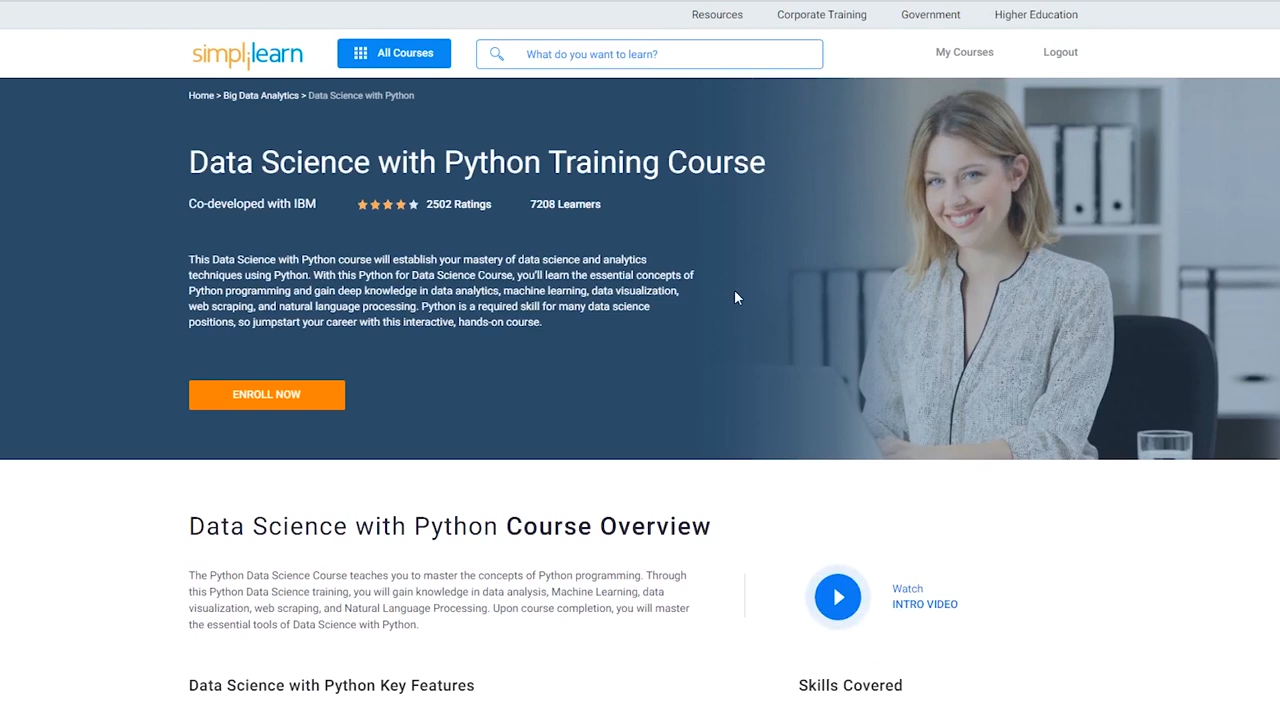 Resources Corporate Training Government Higher Education
simplilearn All Courses What do you want to learn? My Courses Logout
Home > Big Data Analytics > Data Science with Python
Data Science with Python Training Course
Co-developed with IBM 2502 Ratings 7208 Learners
This Data Science with Python course will establish your mastery of data science and analytics
techniques using Python. With this Python for Data Science Course, you'll learn the essential concepts of
Python programming and gain deep knowledge in data analytics, machine learning, data visualization,
web scraping, and natural language processing. Python is a required skill for many data science
positions, so jumpstart your career with this interactive, hands-on course.
ENROLL NOW
Data Science with Python Course Overview
The Python Data Science Course teaches you to master the concepts of Python programming. Through
this Python Data Science training, you will gain knowledge in data analysis, Machine Learning, data
visualization, web scraping, and Natural Language Processing. Upon course completion, you will master
the essential tools of Data Science with Python.
Watch
INTRO VIDEO
Data Science with Python Key Features
Skills Covered